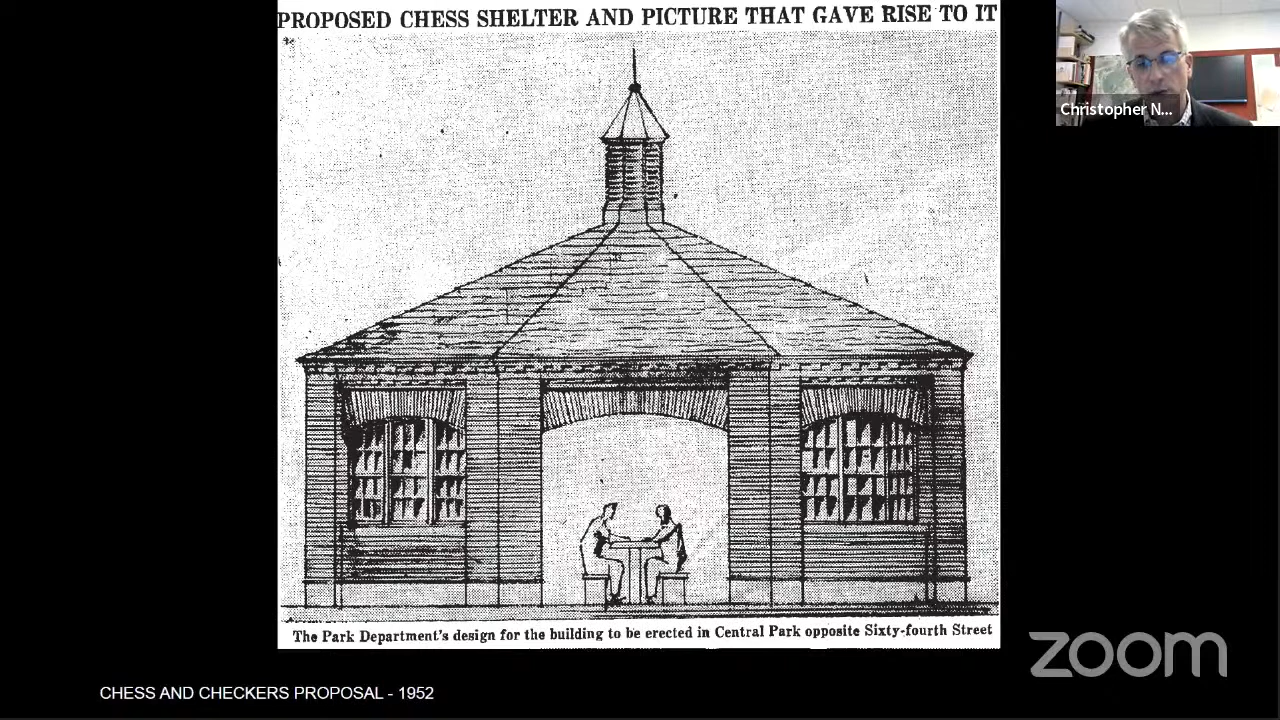 PROPOSED CHESS SHELTER AND PICTURE THAT GAVE RISE TO IT
Christopher N...
The Park Department's design for the building to be erected in Central Park opposite Sixty-fourth Street
zoom
CHESS AND CHECKERS PROPOSAL - 1952